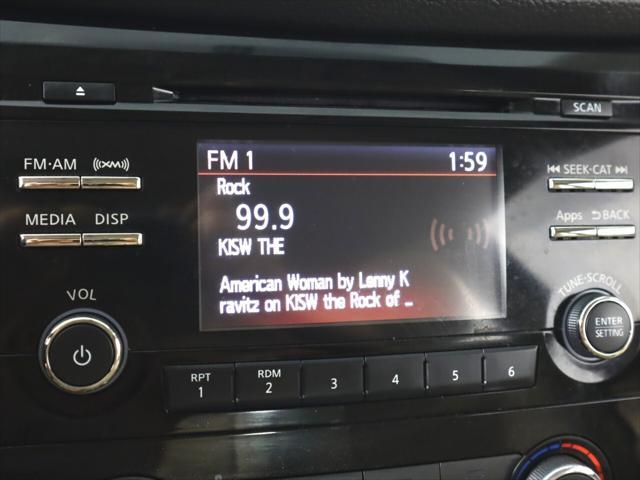 SCAN
FM·AM ((XM))
SEEK·CAT
MEDIA DISP
Apps BACK
VOL
TUNE·SCROLL
ENTER
SETTING
FM 1 1:59
Rock
99.9
KISW THE
American Woman by Lenny K
ravitz on KISW the Rock of ...
RPT RDM
1 2 3 4 5 6